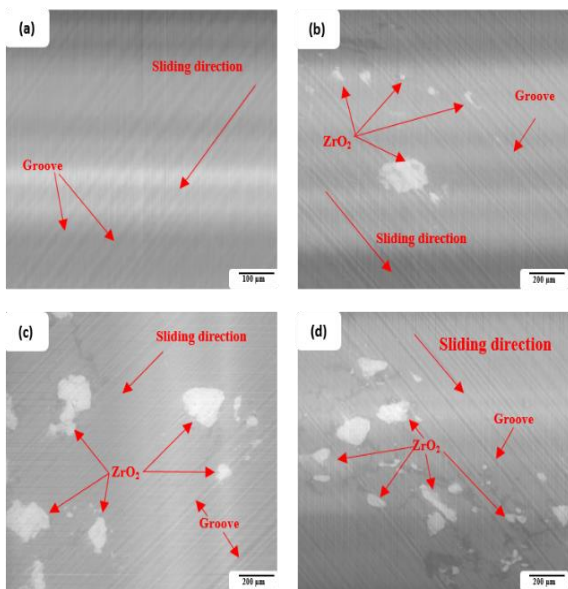 (a)
Sliding direction
Groove
100 µm
(b)
Groove
ZrO2
Sliding direction
200 µm
(c)
Sliding direction
ZrO2
Groove
200 µm
(d)
Sliding direction
Groove
ZrO2
200 µm